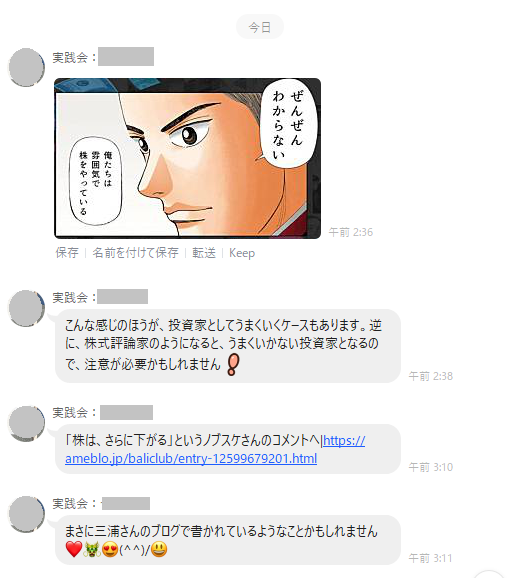 今日
実践会：
ぜんぜん
わからない
俺たちは
雰囲気で
株をやっている
午前 2:36
保存 | 名前を付けて保存 | 転送 | Keep
実践会：
こんな感じのほうが、投資家としてうまくいくケースもあります。逆
に、株式評論家のようになると、うまくいかない投資家となるの
で、注意が必要かもしれません❗
午前 2:38
実践会：
「株は、さらに下がる」というノブスケさんのコメントへ|https://
ameblo.jp/baliclub/entry-12599679201.html
午前 3:10
実践会：
まさに三浦さんのブログで書かれているようなことかもしれません
❤️🐲😍(^^)/😃
午前 3:11